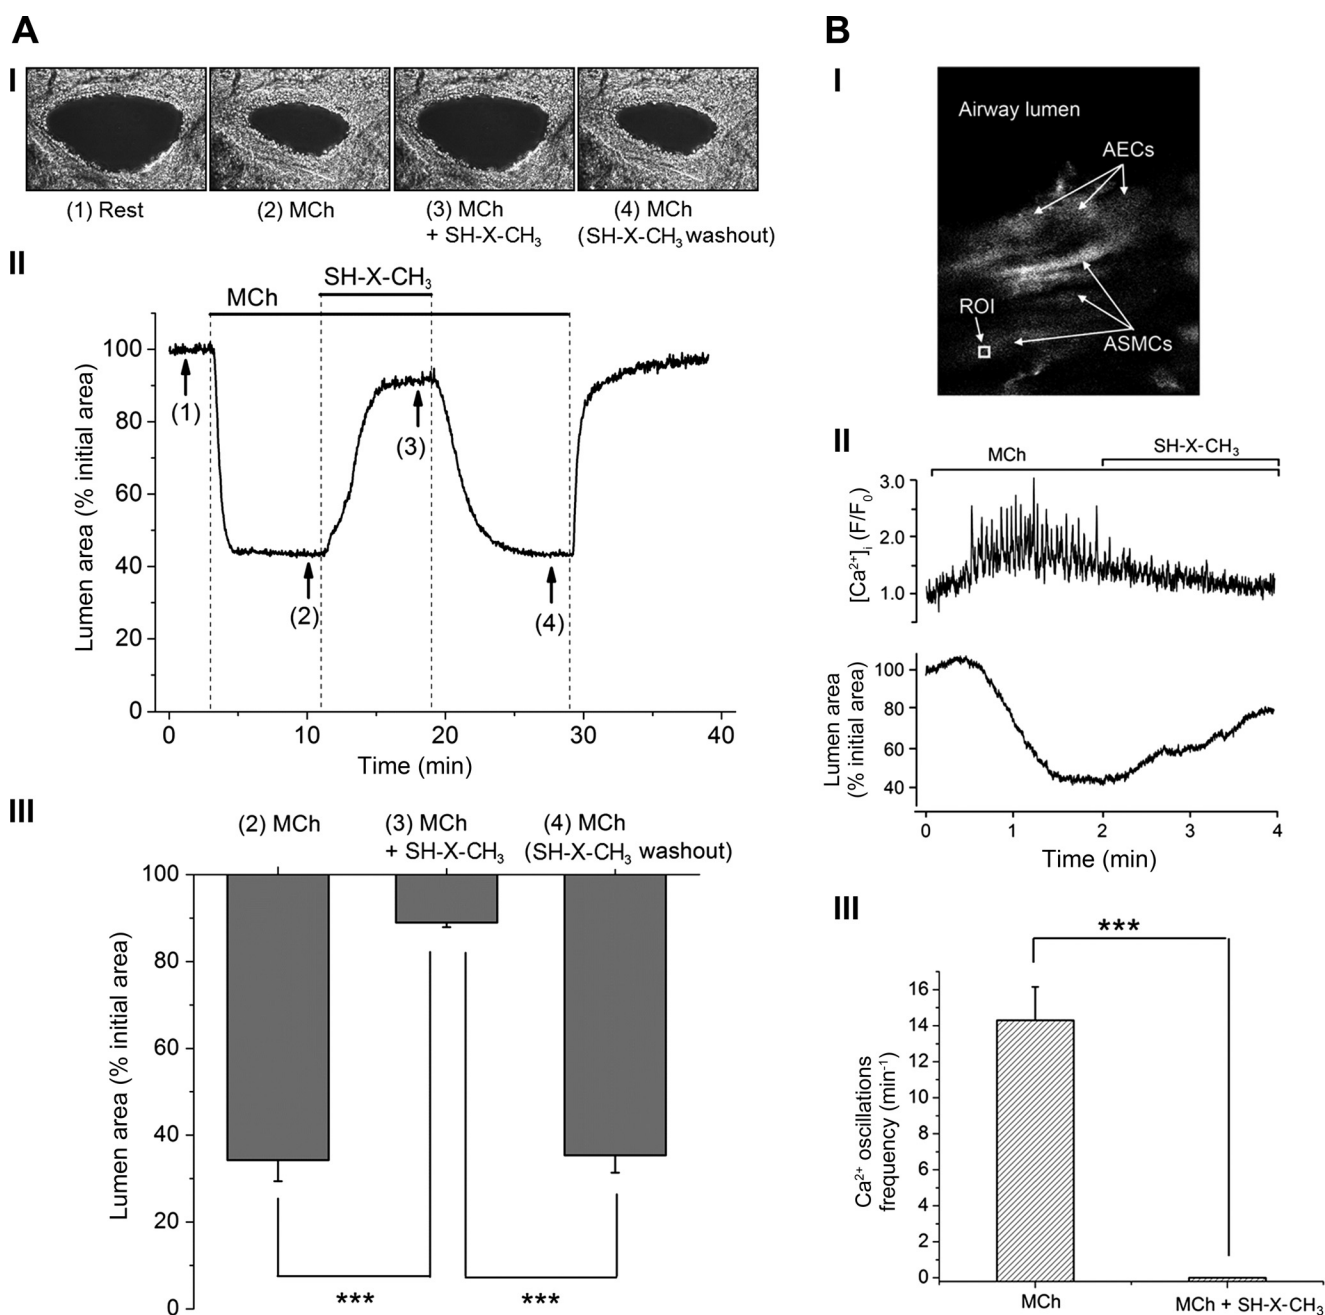 A
I
(1) Rest
(2) MCh
(3) MCh
+ SH-X-CH₃
(4) MCh
(SH-X-CH₃ washout)
II
SH-X-CH₃
MCh
Lumen area (% initial area)
100
80
60
40
20
0
(1)
(2)
(3)
(4)
0
10
20
30
40
Time (min)
III
(2) MCh
(3) MCh
+ SH-X-CH₃
(4) MCh
(SH-X-CH₃ washout)
Lumen area (% initial area)
100
80
60
40
20
0
***
***
B
I
Airway lumen
AECs
ROI
ASMCs
II
MCh
SH-X-CH₃
[Ca²⁺]ᵢ (F/F₀)
3.0
2.0
1.0
Lumen area
(% initial area)
100
80
60
40
0
1
2
3
4
Time (min)
III
***
Ca²⁺ oscillations
frequency (min⁻¹)
16
14
12
10
8
6
4
2
0
MCh
MCh + SH-X-CH₃